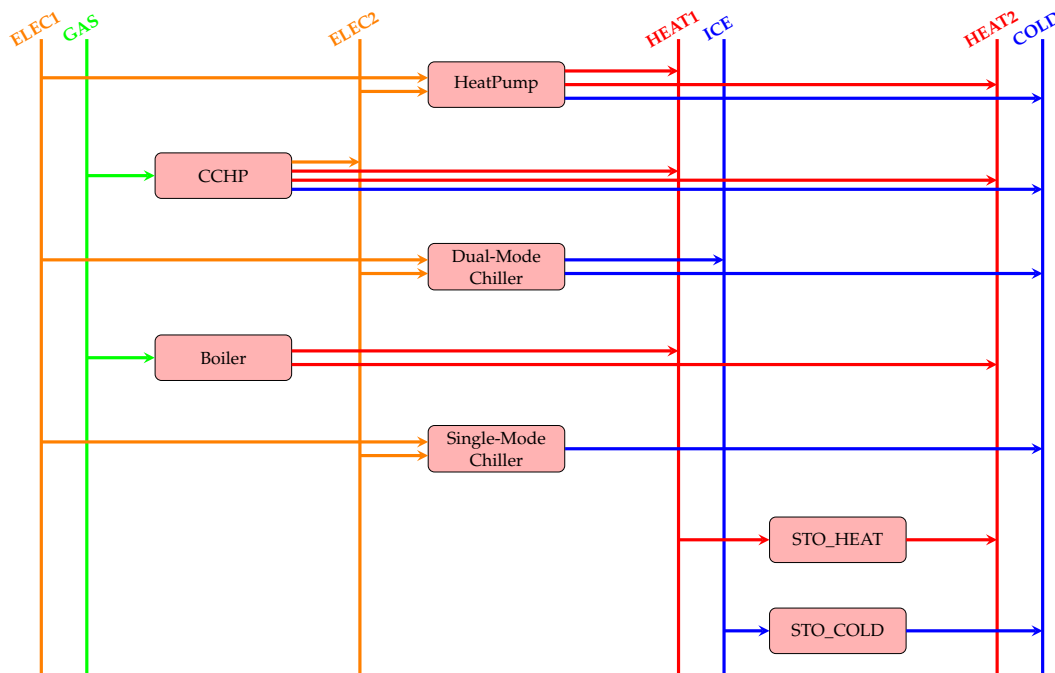 ELEC1
GAS
ELEC2
HEAT1
ICE
HEAT2
COLD
HeatPump
CCHP
Dual-Mode
Chiller
Boiler
Single-Mode
Chiller
STO_HEAT
STO_COLD